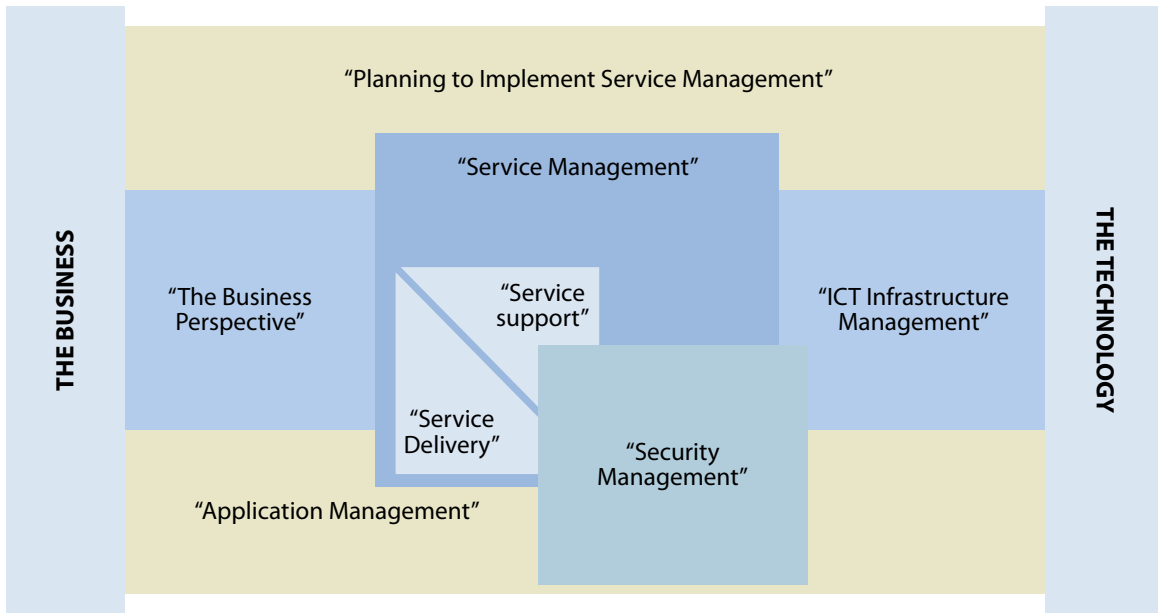 “Planning to Implement Service Management”
“Service Management”
THE BUSINESS
“The Business
Perspective”
“Service
support”
“ICT Infrastructure
Management”
THE TECHNOLOGY
“Service
Delivery”
“Security
Management”
“Application Management”